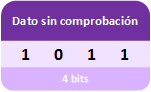 Dato sin comprobación
1 0 1 1
4 bits